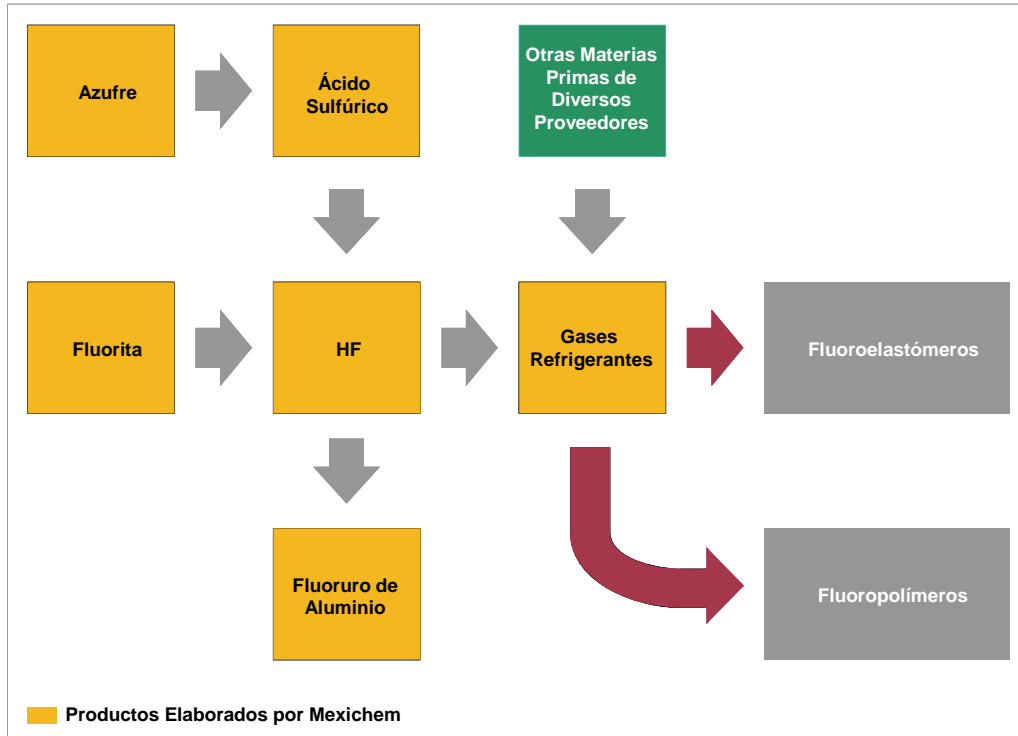 Azufre
Ácido
Sulfúrico
Otras Materias
Primas de
Diversos
Proveedores
Fluorita
HF
Gases
Refrigerantes
Fluoroelastómeros
Fluoruro de
Aluminio
Fluoropolímeros
Productos Elaborados por Mexichem